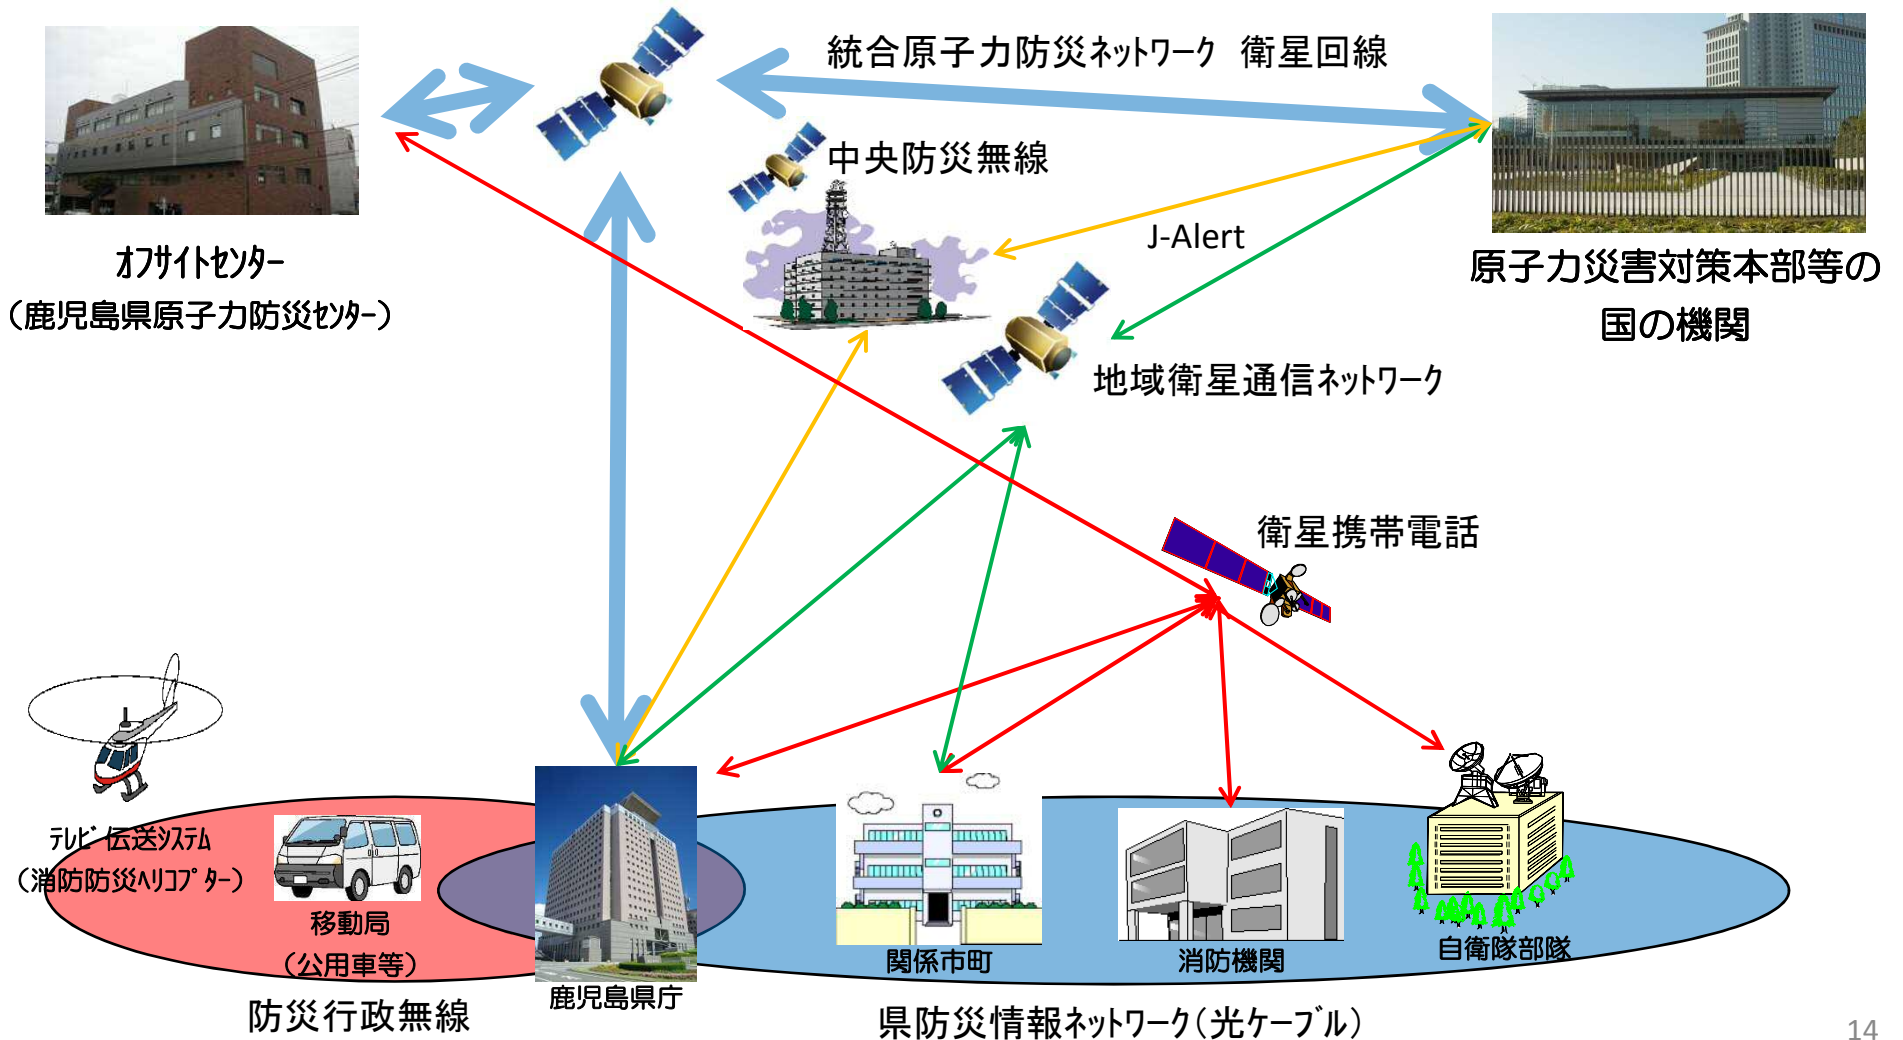 統合原子力防災ネットワーク　衛星回線
中央防災無線
J-Alert
オフサイトセンター
（鹿児島県原子力防災センター）
原子力災害対策本部等の
国の機関
地域衛星通信ネットワーク
衛星携帯電話
テレビ伝送システム
（消防防災ヘリコプター）
移動局
（公用車等）
防災行政無線
鹿児島県庁
関係市町
消防機関
自衛隊部隊
県防災情報ネットワーク（光ケーブル）
14